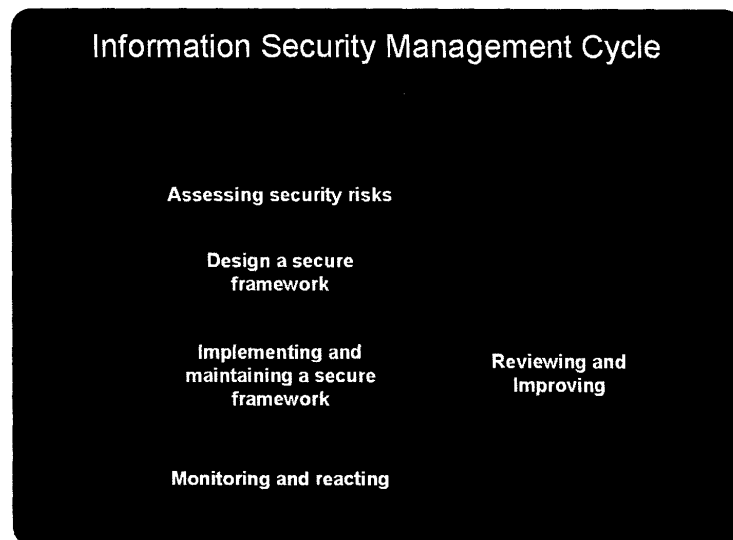 Information Security Management Cycle
Assessing security risks
Design a secure
framework
Implementing and
maintaining a secure
framework
Reviewing and
Improving
Monitoring and reacting